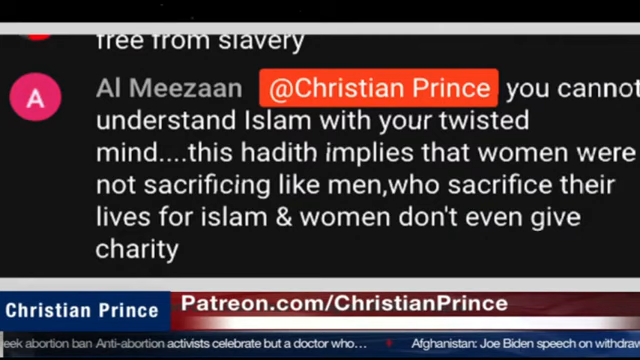 free from slavery
A
Al Meezaan @Christian Prince you cannot
understand Islam with your twisted
mind....this hadith implies that women were
not sacrificing like men,who sacrifice their
lives for islam & women don't even give
charity
Christian Prince
Patreon.com/ChristianPrince
eek abortion ban Anti-abortion activists celebrate but a doctor who... Afghanistan: Joe Biden speech on withdraw